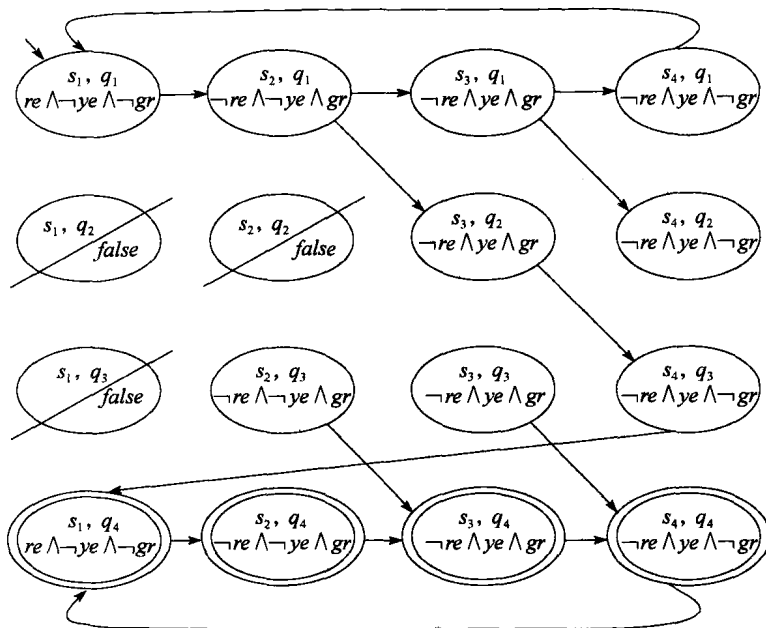 s₁, q₁
re ∧¬ ye ∧¬ gr
s₂, q₁
¬ re ∧¬ ye ∧ gr
s₃, q₁
¬ re ∧ ye ∧ gr
s₄, q₁
¬ re ∧ ye ∧¬ gr
s₁, q₂
false
s₂, q₂
false
s₃, q₂
¬ re ∧ ye ∧ gr
s₄, q₂
¬ re ∧ ye ∧¬ gr
s₁, q₃
false
s₂, q₃
¬ re ∧¬ ye ∧ gr
s₃, q₃
¬ re ∧ ye ∧ gr
s₄, q₃
¬ re ∧ ye ∧¬ gr
s₁, q₄
re ∧¬ ye ∧¬ gr
s₂, q₄
¬ re ∧¬ ye ∧ gr
s₃, q₄
¬ re ∧ ye ∧ gr
s₄, q₄
¬ re ∧ ye ∧¬ gr